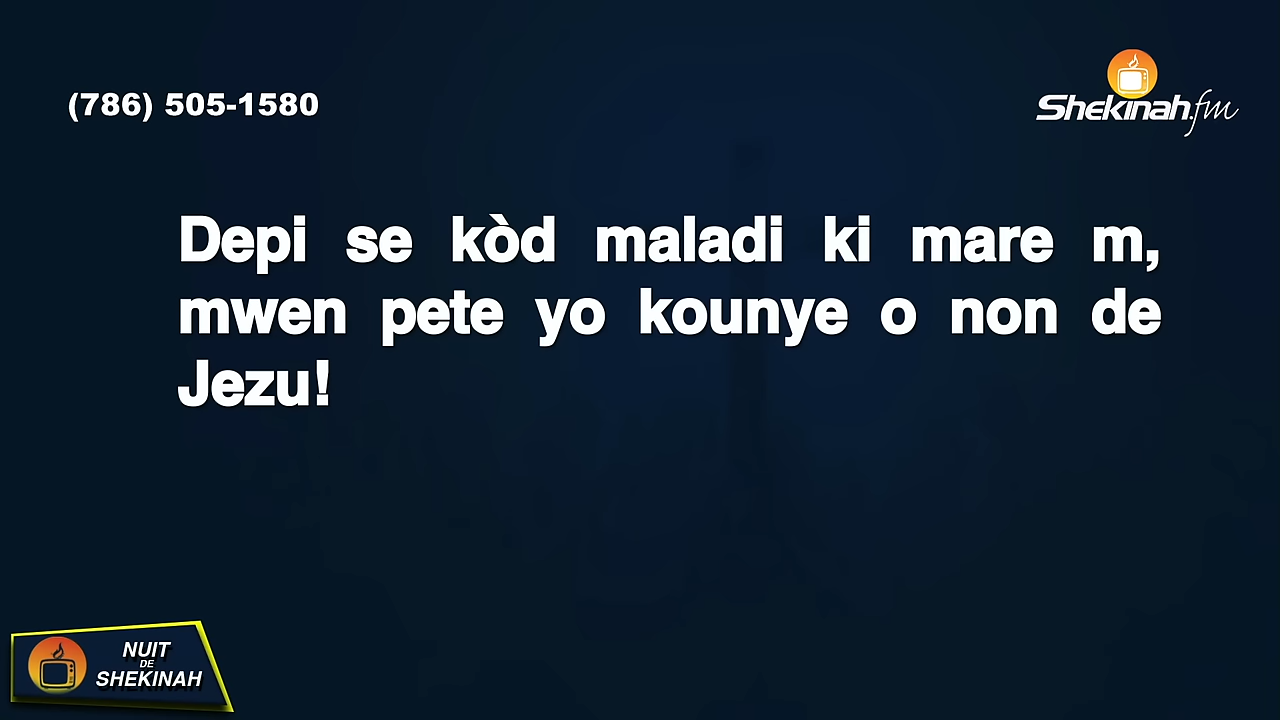 (786) 505-1580
Shekinah.fm
Depi se kòd maladi ki mare m,
mwen pete yo kounye o non de
Jezu!
NUIT
DE
SHEKINAH